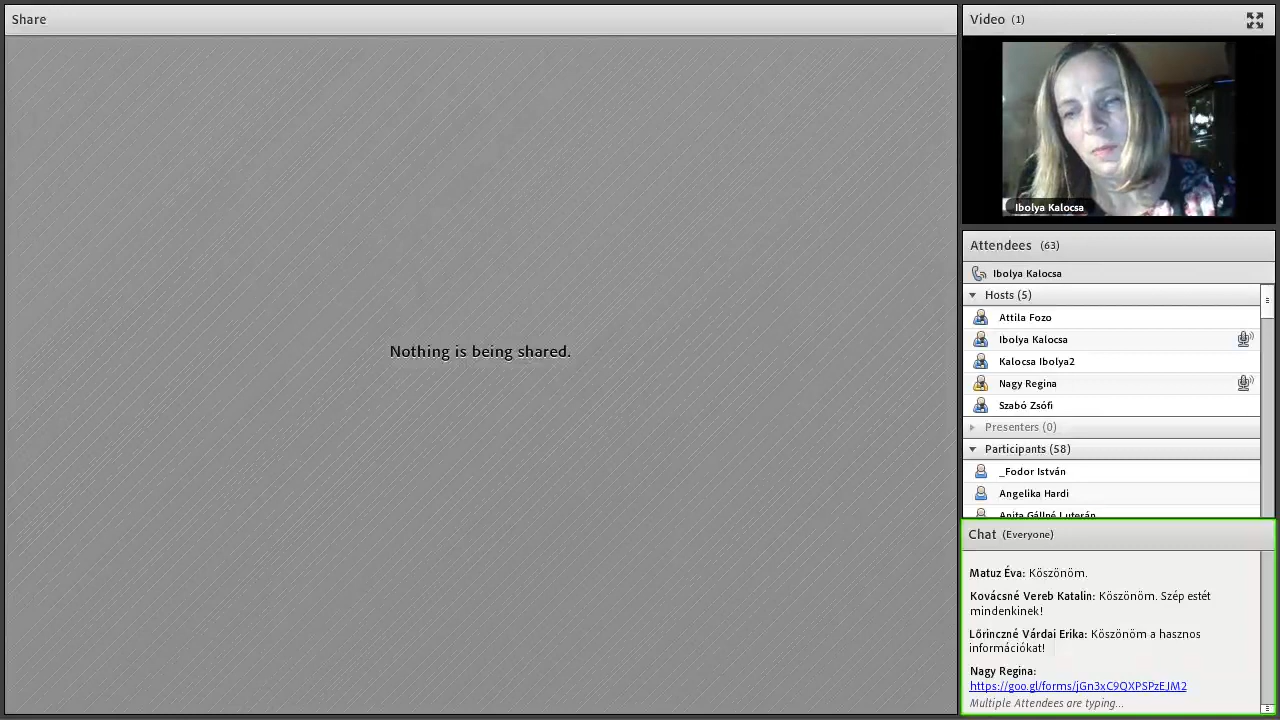 Share
Nothing is being shared.
Video (1)
Ibolya Kalocsa
Attendees (63)
Ibolya Kalocsa
Hosts (5)
Attila Fozo
Ibolya Kalocsa
Kalocsa Ibolya2
Nagy Regina
Szabó Zsófi
Presenters (0)
Participants (58)
_Fodor István
Angelika Hardi
Anita Gállné Luterán
Chat (Everyone)
Matuz Éva: Köszönöm.
Kovácsné Vereb Katalin: Köszönöm. Szép estét
mindenkinek!
Lőrinczné Várdai Erika: Köszönöm a hasznos
információkat!
Nagy Regina:
https://goo.gl/forms/jGn3xC9QXPSPzEJM2
Multiple Attendees are typing...